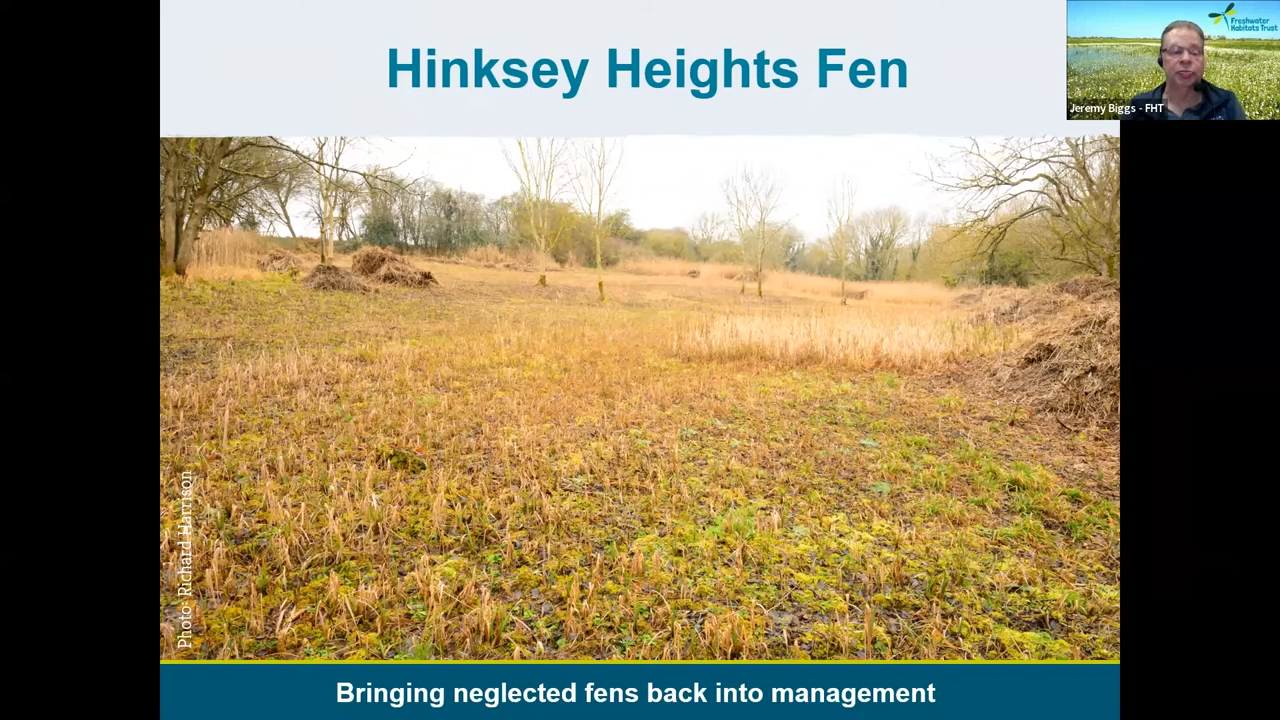 Hinksey Heights Fen
Freshwater
Habitats Trust
Jeremy Biggs - FHT
Photo: Richard Harrison
Bringing neglected fens back into management